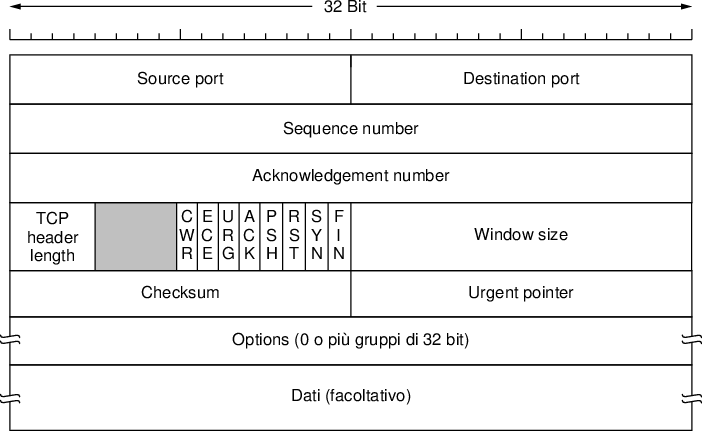 32 Bit
Source port
Destination port
Sequence number
Acknowledgement number
TCP
header
length
CWR
ECE
URG
ACK
PSH
RST
SYN
FIN
Window size
Checksum
Urgent pointer
Options (0 o più gruppi di 32 bit)
Dati (facoltativo)